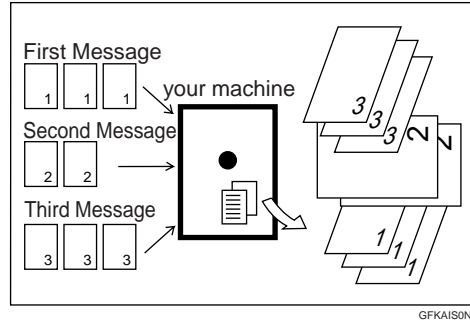 First Message
1 1 1
your machine
Second Message
2 2
Third Message
3 3 3
3
3
3
2
2
1
1
1
GFKAIS0N